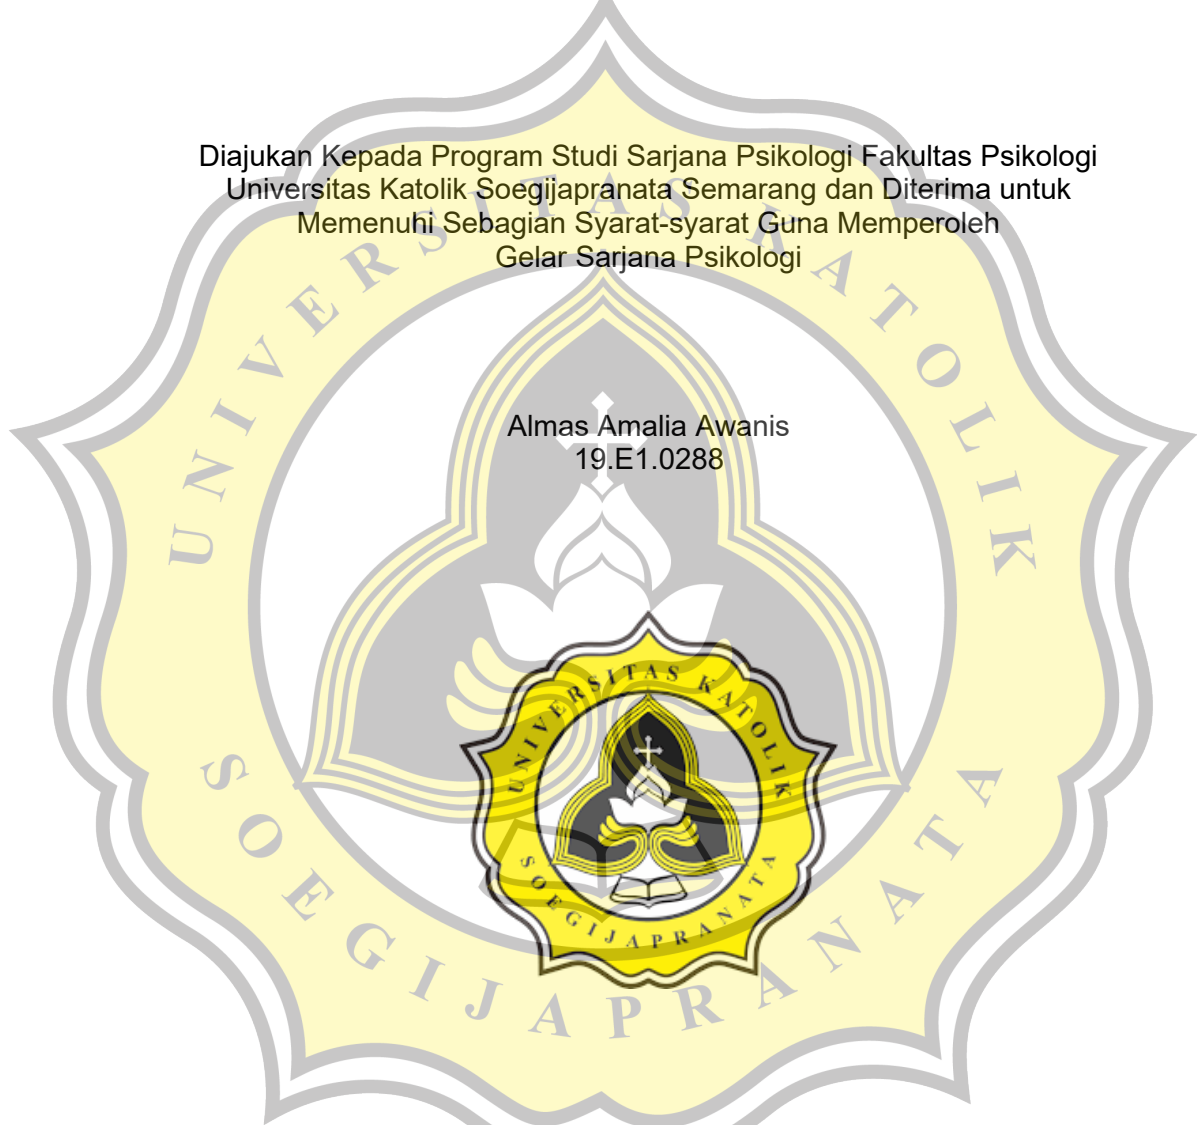 Diajukan Kepada Program Studi Sarjana Psikologi Fakultas Psikologi
Universitas Katolik Soegijapranata Semarang dan Diterima untuk
Memenuhi Sebagian Syarat-syarat Guna Memperoleh
Gelar Sarjana Psikologi
Almas Amalia Awanis
19.E1.0288
UNIVERSITAS KATOLIK
SOEGIJAPRANATA
UNIVERSITAS KATOLIK
SOEGIJAPRANATA